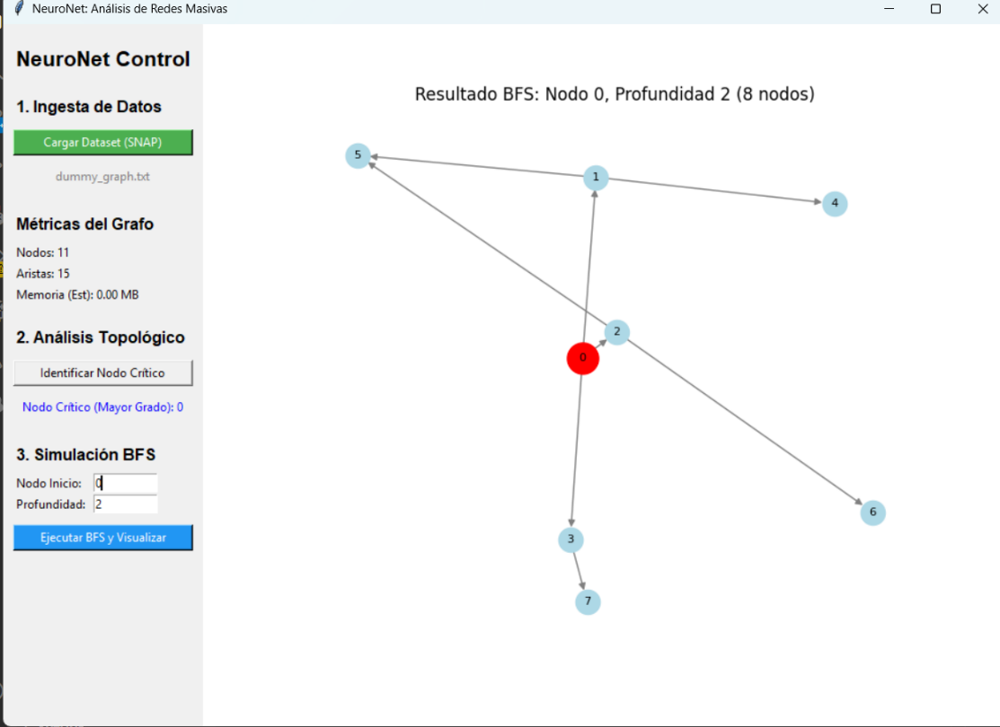 NeuroNet: Análisis de Redes Masivas
NeuroNet Control
1. Ingesta de Datos
Cargar Dataset (SNAP)
dummy_graph.txt
Métricas del Grafo
Nodos: 11
Aristas: 15
Memoria (Est): 0.00 MB
2. Análisis Topológico
Identificar Nodo Crítico
Nodo Crítico (Mayor Grado): 0
3. Simulación BFS
Nodo Inicio: 0
Profundidad: 2
Ejecutar BFS y Visualizar
Resultado BFS: Nodo 0, Profundidad 2 (8 nodos)
5
1
4
2
0
6
3
7